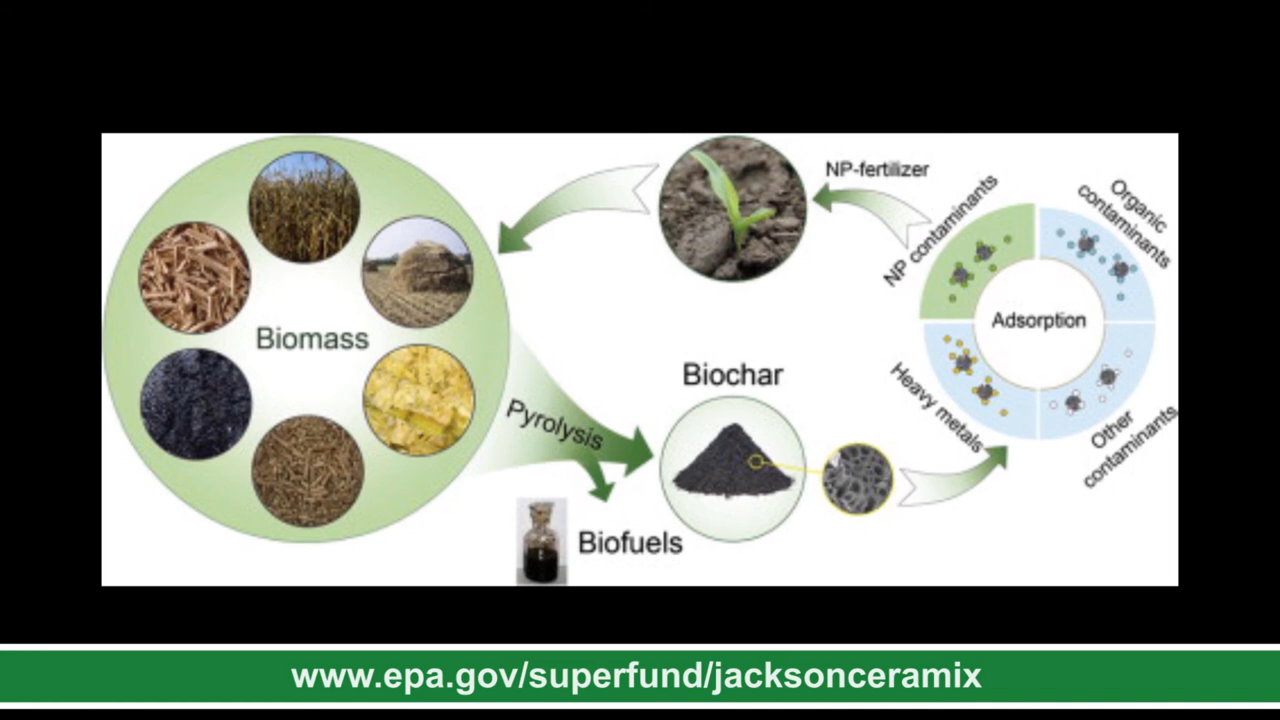 NP-fertilizer
NP contaminants
Organic
contaminants
Biomass
Adsorption
Biochar
Pyrolysis
Heavy metals
Other
contaminants
Biofuels
www.epa.gov/superfund/jacksonceramix